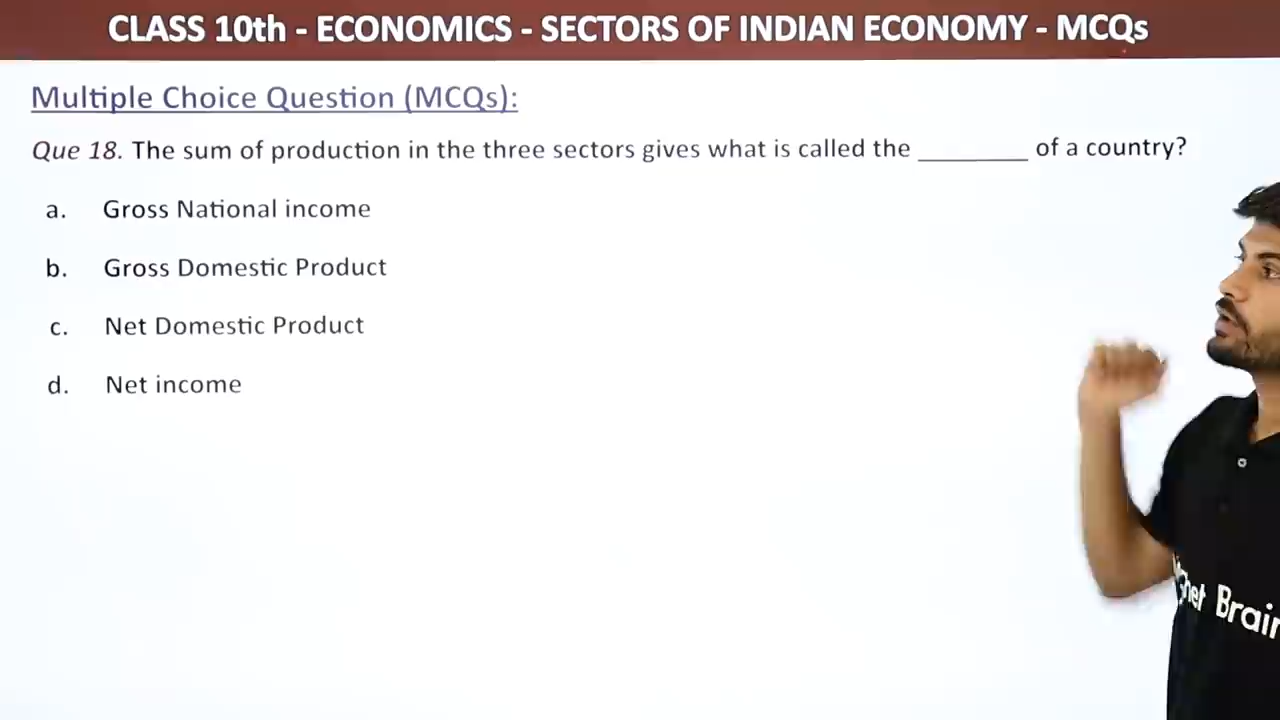 CLASS 10th - ECONOMICS - SECTORS OF INDIAN ECONOMY - MCQs
Multiple Choice Question (MCQs):
Que 18. The sum of production in the three sectors gives what is called the ________ of a country?
a. Gross National income
b. Gross Domestic Product
c. Net Domestic Product
d. Net income